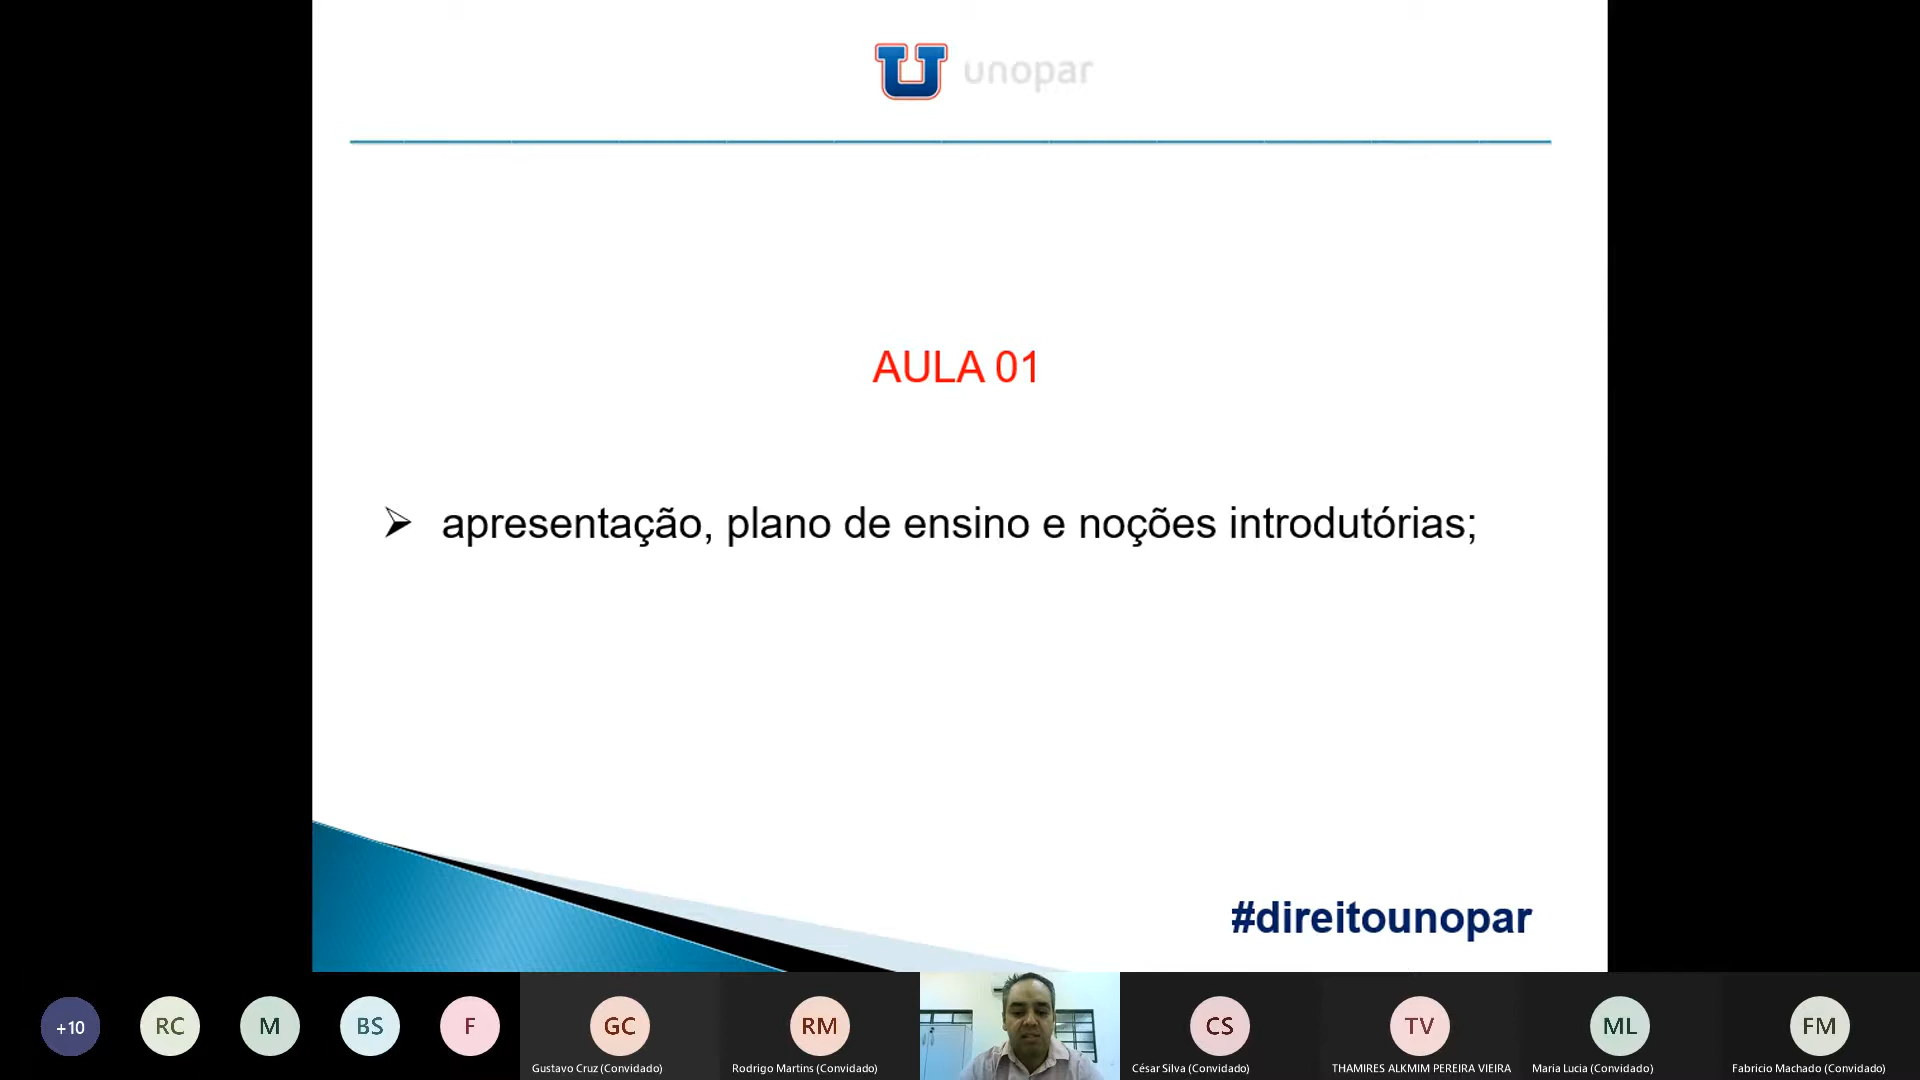 unopar
AULA 01
apresentação, plano de ensino e noções introdutórias;
#direitounopar
+10
RC
M
BS
F
GC
Gustavo Cruz (Convidado)
RM
Rodrigo Martins (Convidado)
CS
César Silva (Convidado)
TV
THAMIRES ALKMIM PEREIRA VIEIRA
ML
Maria Lucia (Convidado)
FM
Fabricio Machado (Convidado)